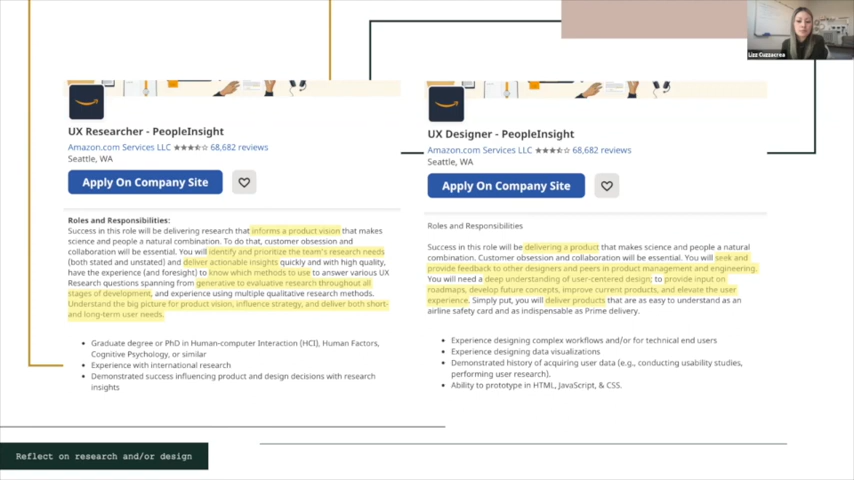 Lizz Cuzzacrea
UX Researcher - PeopleInsight
Amazon.com Services LLC ★★★★☆ 68,682 reviews
Seattle, WA
Apply On Company Site
Roles and Responsibilities:
Success in this role will be delivering research that informs a product vision that makes
science and people a natural combination. To do that, customer obsession and
collaboration will be essential. You will identify and prioritize the team's research needs
(both stated and unstated) and deliver actionable insights quickly and with high quality,
have the experience (and foresight) to know which methods to use to answer various UX
Research questions spanning from generative to evaluative research throughout all
stages of development, and experience using multiple qualitative research methods.
Understand the big picture for product vision, influence strategy, and deliver both short-
and long-term user needs.
• Graduate degree or PhD in Human-computer Interaction (HCI), Human Factors,
Cognitive Psychology, or similar
• Experience with international research
• Demonstrated success influencing product and design decisions with research
insights
UX Designer - PeopleInsight
Amazon.com Services LLC ★★★★☆ 68,682 reviews
Seattle, WA
Apply On Company Site
Roles and Responsibilities
Success in this role will be delivering a product that makes science and people a natural
combination. Customer obsession and collaboration will be essential. You will seek and
provide feedback to other designers and peers in product management and engineering.
You will need a deep understanding of user-centered design; to provide input on
roadmaps, develop future concepts, improve current products, and elevate the user
experience. Simply put, you will deliver products that are as easy to understand as an
airline safety card and as indispensable as Prime delivery.
• Experience designing complex workflows and/or for technical end users
• Experience designing data visualizations
• Demonstrated history of acquiring user data (e.g., conducting usability studies,
performing user research).
• Ability to prototype in HTML, JavaScript, & CSS.
Reflect on research and/or design